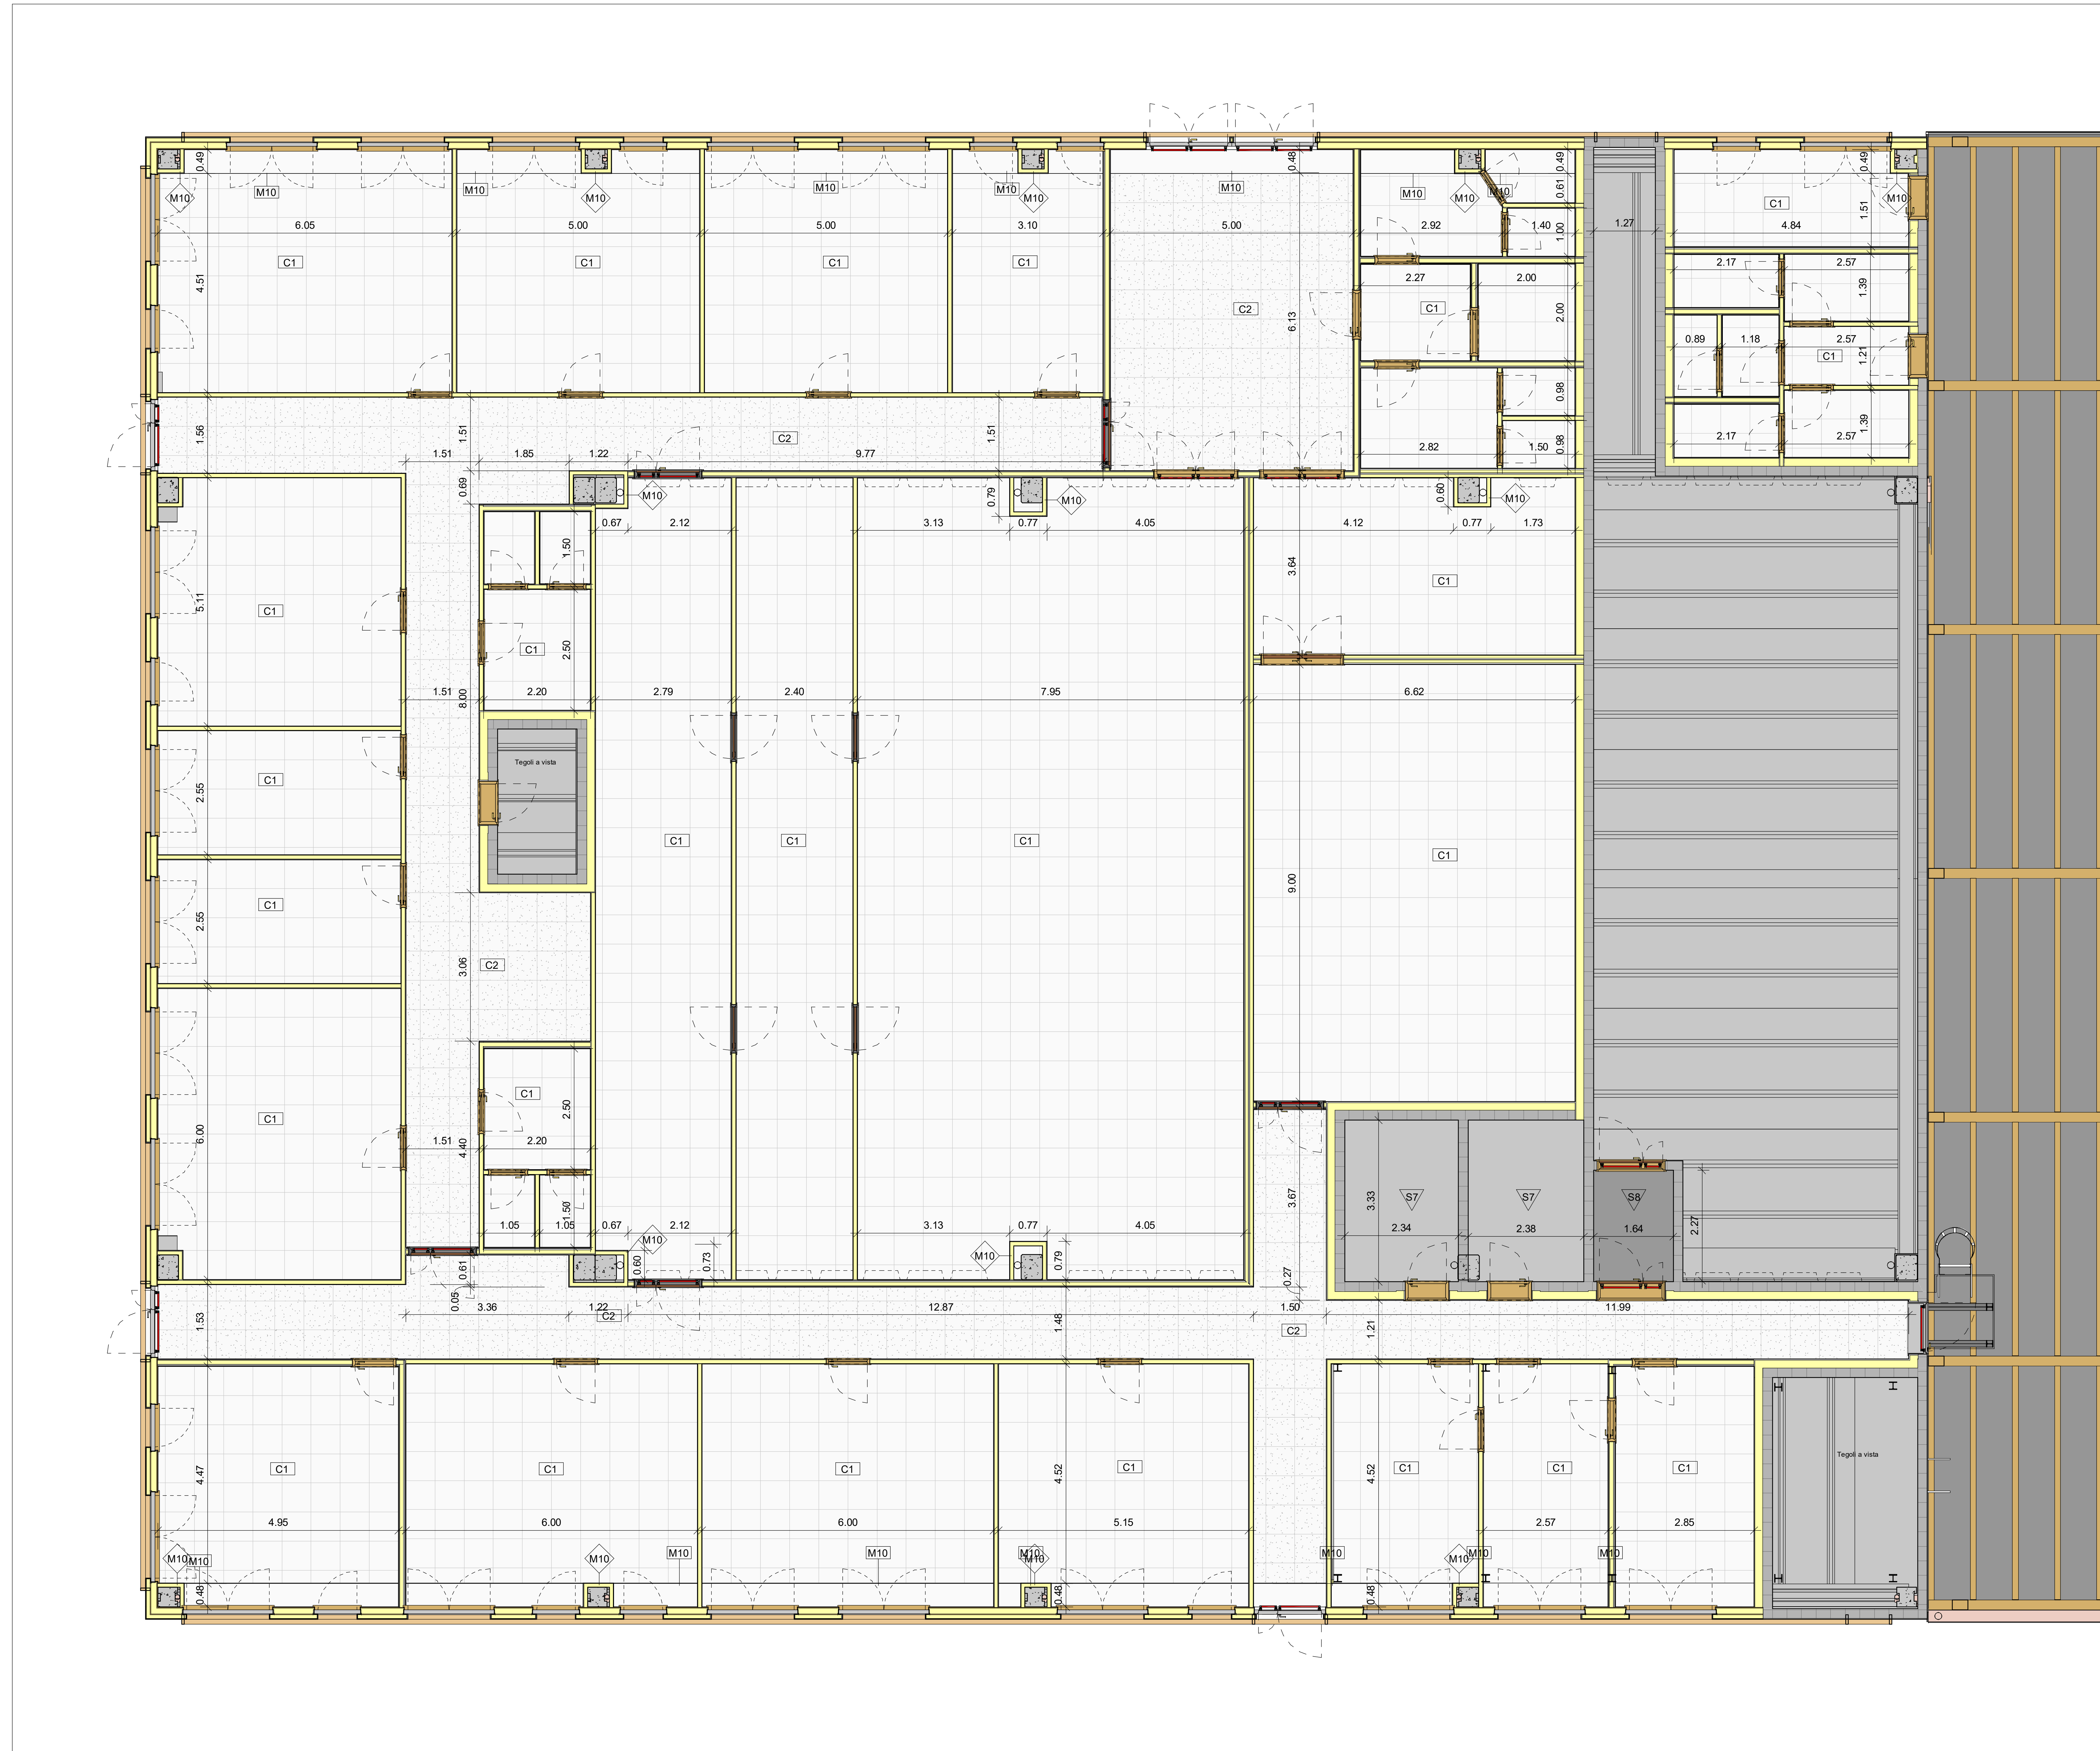 0.49
0.48
0.49
0.49
M10
M10
M10
M10
M10
M10
M10
M10
M10
M10
M10
M10
0.61
1.51
C1
6.05
5.00
5.00
3.10
5.00
2.92
1.40
1.00
1.27
4.84
C1
C1
C1
C1
4.51
2.17
2.57
2.27
2.00
1.39
C2
C1
6.13
2.00
0.89
1.18
2.57
C1
1.21
0.98
1.39
1.56
1.51
C2
1.51
2.82
1.50
0.98
2.17
2.57
1.51
1.85
1.22
9.77
0.69
M10
0.79
M10
0.60
M10
0.67
2.12
3.13
0.77
4.05
4.12
0.77
1.73
1.50
3.64
C1
5.11
C1
C1
2.50
8.00
1.51
2.20
2.79
2.40
7.95
6.62
Tegoli a vista
C1
2.55
C1
C1
C1
C1
9.00
C1
2.55
C2
3.06
C1
C1
2.50
6.00
1.51
2.20
4.40
3.67
3.33
S7
S7
S8
1.50
1.05
1.05
0.67
2.12
M10
3.13
0.77
4.05
M10
2.34
2.38
1.64
2.27
0.61
0.60
0.73
0.79
0.27
0.05
3.36
1.22
12.87
1.50
11.99
1.53
C2
1.48
C2
1.21
C1
C1
C1
C1
C1
C1
C1
4.47
4.52
4.52
Tegoli a vista
4.95
6.00
6.00
5.15
2.57
2.85
M10
M10
M10
M10
M10
M10
M10
M10
M10
M10
M10
0.48
0.48
0.48